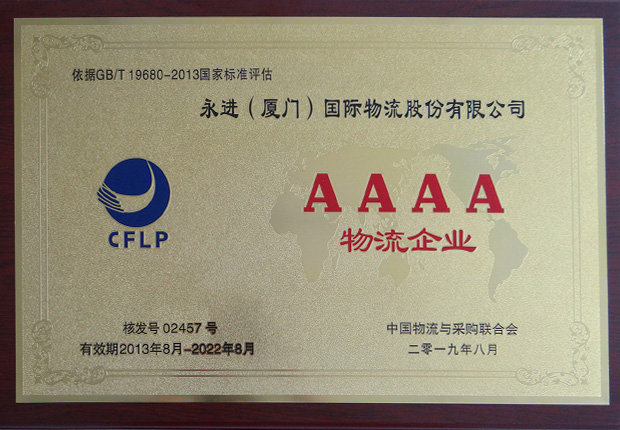 依据GB/T 19680-2013国家标准评估
永进（厦门）国际物流股份有限公司
CFLP
AAAA
物流企业
核发号 02457 号
有效期2013年8月-2022年8月
中国物流与采购联合会
二零一九年八月